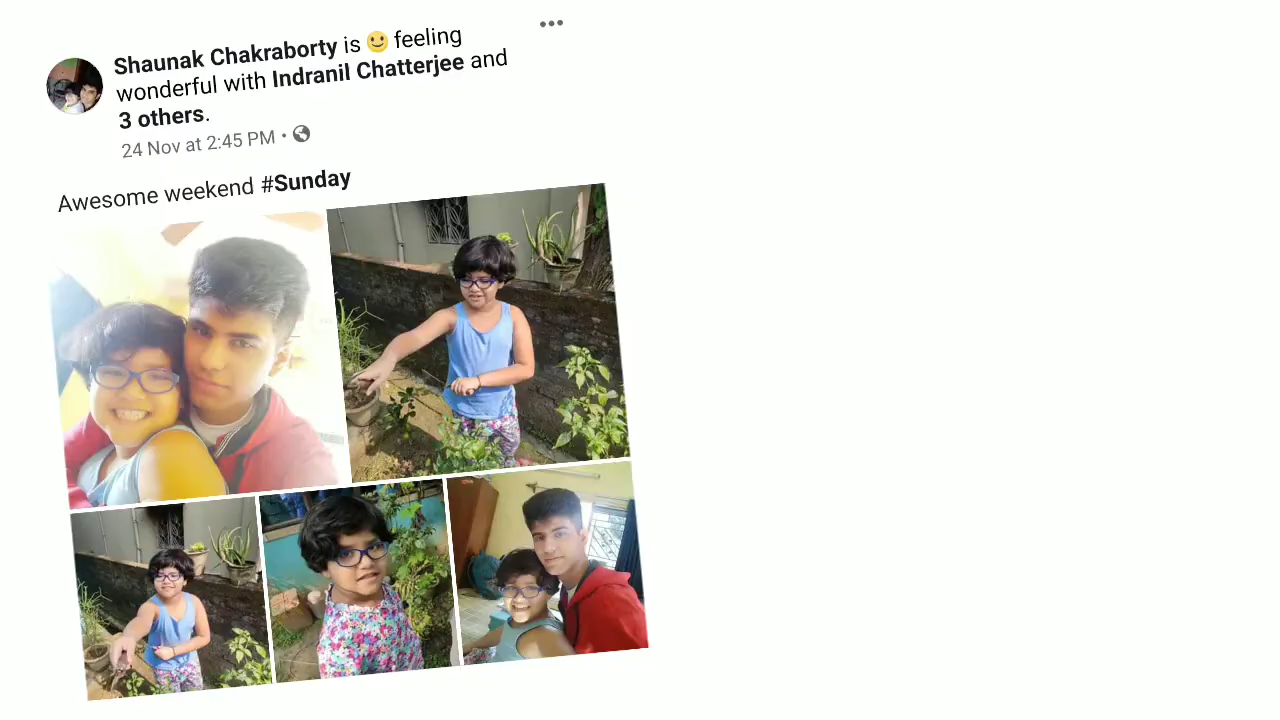 Shaunak Chakraborty is 🙂 feeling
wonderful with Indranil Chatterjee and
3 others.
24 Nov at 2:45 PM •
Awesome weekend #Sunday